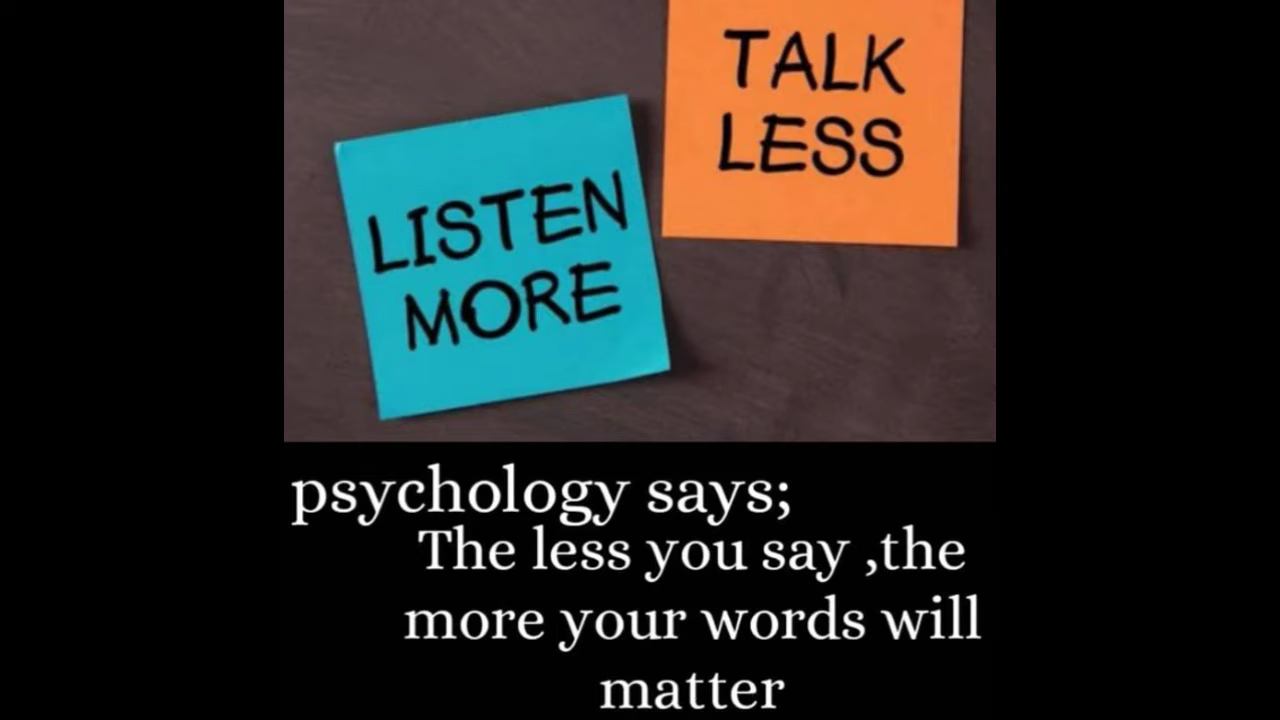 TALK
LESS
LISTEN
MORE
psychology says;
The less you say ,the
more your words will
matter